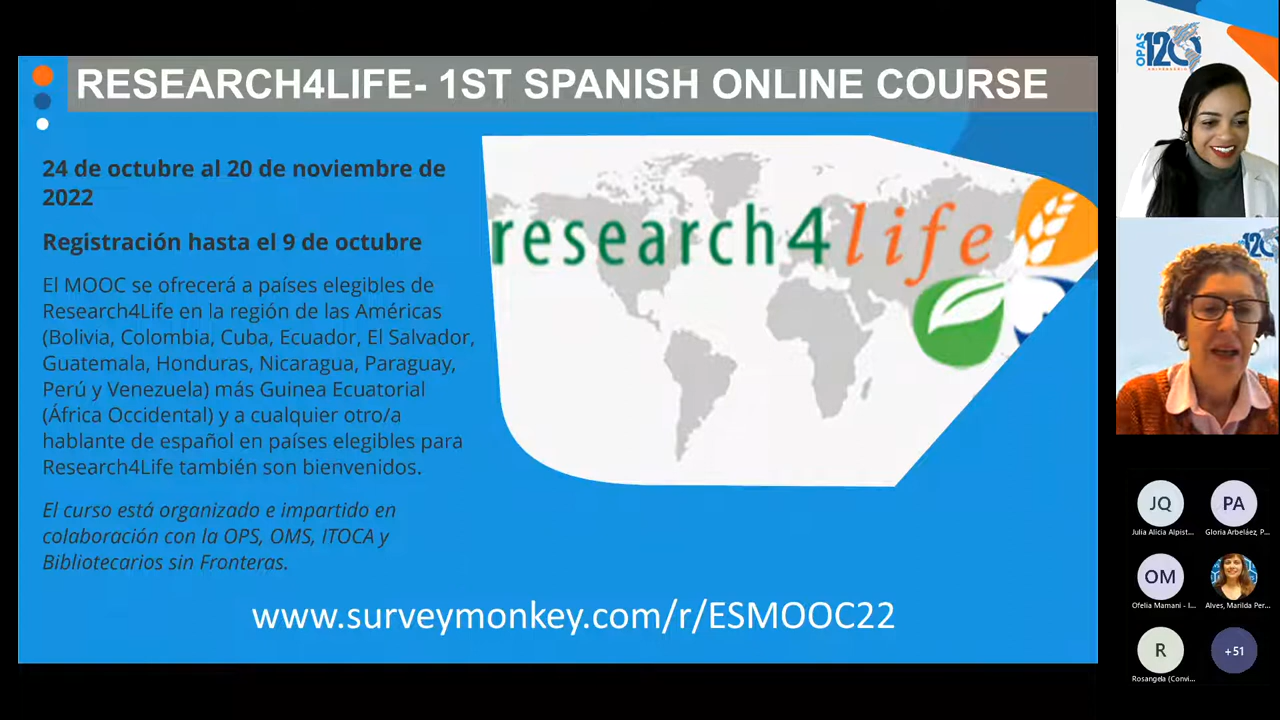 RESEARCH4LIFE- 1ST SPANISH ONLINE COURSE
24 de octubre al 20 de noviembre de
2022
Registración hasta el 9 de octubre
El MOOC se ofrecerá a países elegibles de
Research4Life en la región de las Américas
(Bolivia, Colombia, Cuba, Ecuador, El Salvador,
Guatemala, Honduras, Nicaragua, Paraguay,
Perú y Venezuela) más Guinea Ecuatorial
(África Occidental) y a cualquier otro/a
hablante de español en países elegibles para
Research4Life también son bienvenidos.
El curso está organizado e impartido en
colaboración con la OPS, OMS, ITOCA y
Bibliotecarios sin Fronteras.
research4life
www.surveymonkey.com/r/ESMOOC22
OPAS
120
ANIVERSÁRIO
120
JQ
Julia Alicia Alpist...
PA
Gloria Arbeláez, P...
OM
Ofelia Mamani - I...
Alves, Marilda Per...
R
Rosangela (Convi...
+51